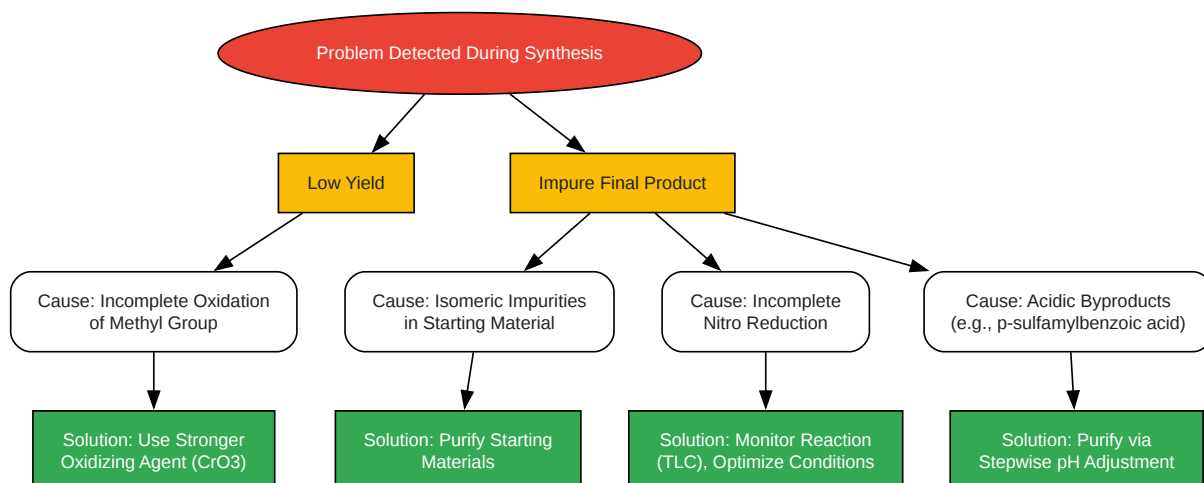 Problem Detected During Synthesis
Low Yield
Impure Final Product
Cause: Incomplete Oxidation
of Methyl Group
Cause: Isomeric Impurities
in Starting Material
Cause: Incomplete
Nitro Reduction
Cause: Acidic Byproducts
(e.g., p-sulfamylbenzoic acid)
Solution: Use Stronger
Oxidizing Agent (CrO3)
Solution: Purify Starting
Materials
Solution: Monitor Reaction
(TLC), Optimize Conditions
Solution: Purify via
Stepwise pH Adjustment